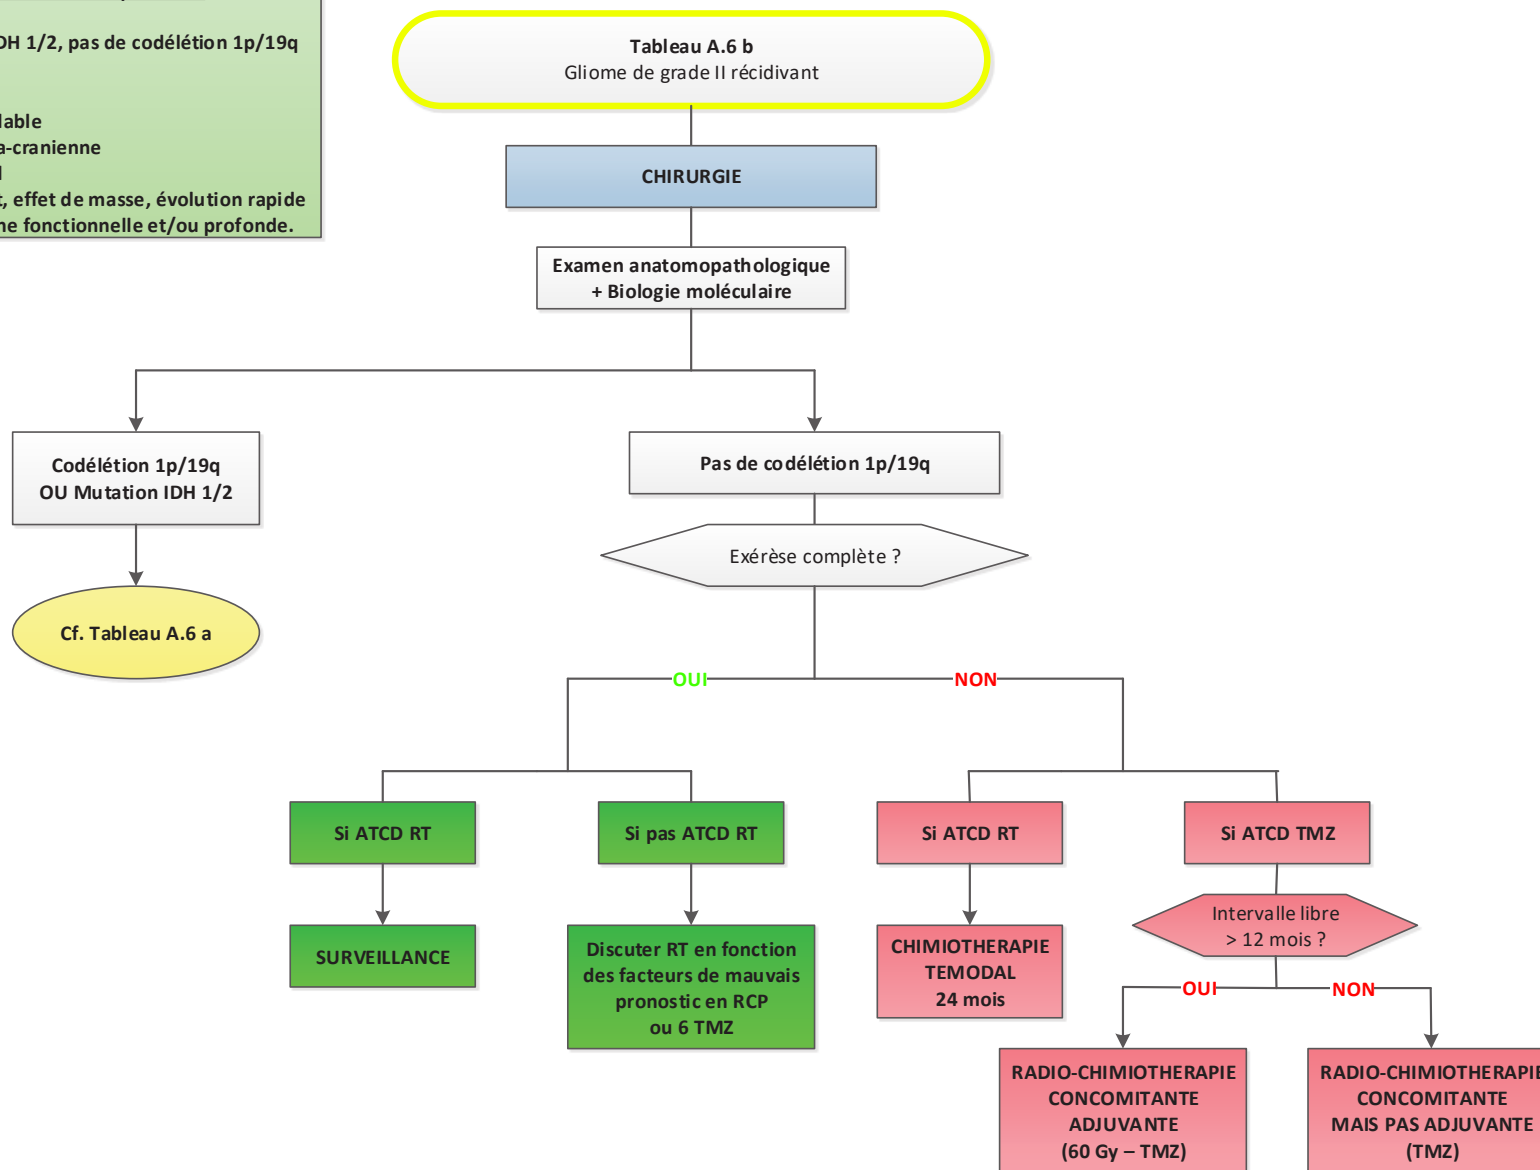 DH 1/2, pas de codélétion 1p/19q
a-cranienne
, effet de masse, évolution rapide
fonctionnelle et/ou profonde.
Tableau A.6 b
Gliome de grade II récidivant
CHIRURGIE
Examen anatomopathologique
+ Biologie moléculaire
Codélétion 1p/19q
OU Mutation IDH 1/2
Pas de codélétion 1p/19q
Exérèse complète ?
Cf. Tableau A.6 a
OUI
NON
Si ATCD RT
Si pas ATCD RT
Si ATCD RT
Si ATCD TMZ
SURVEILLANCE
Discuter RT en fonction
des facteurs de mauvais
pronostic en RCP
ou 6 TMZ
CHIMIOTHERAPIE
TEMODAL
24 mois
Intervalle libre
> 12 mois ?
OUI
NON
RADIO-CHIMIOTHERAPIE
CONCOMITANTE
ADJUVANTE
(60 Gy – TMZ)
RADIO-CHIMIOTHERAPIE
CONCOMITANTE
MAIS PAS ADJUVANTE
(TMZ)